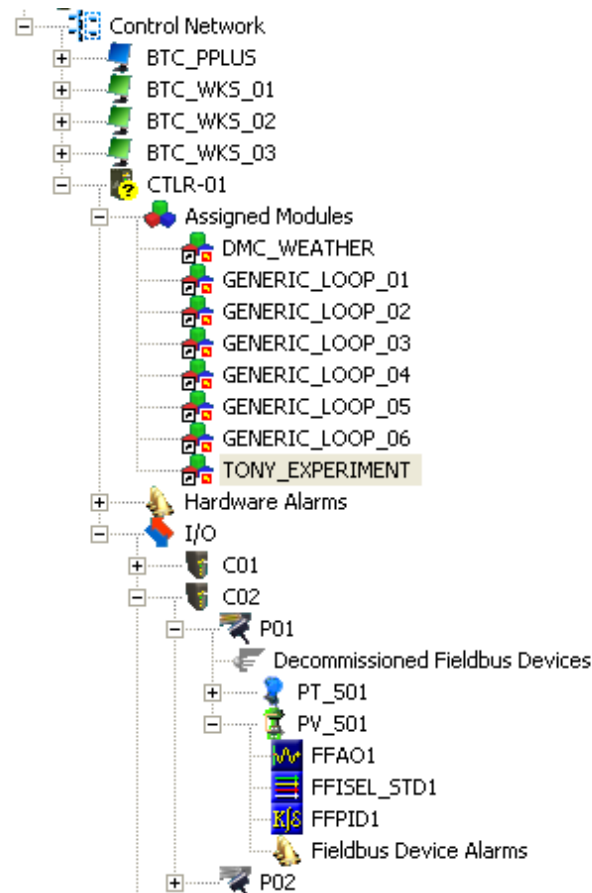 Control Network
BTC_PPLUS
BTC_WKS_01
BTC_WKS_02
BTC_WKS_03
CTLR-01
Assigned Modules
DMC_WEATHER
GENERIC_LOOP_01
GENERIC_LOOP_02
GENERIC_LOOP_03
GENERIC_LOOP_04
GENERIC_LOOP_05
GENERIC_LOOP_06
TONY_EXPERIMENT
Hardware Alarms
I/O
C01
C02
P01
Decommissioned Fieldbus Devices
PT_501
PV_501
FFAO1
FFISEL_STD1
FFPID1
Fieldbus Device Alarms
P02